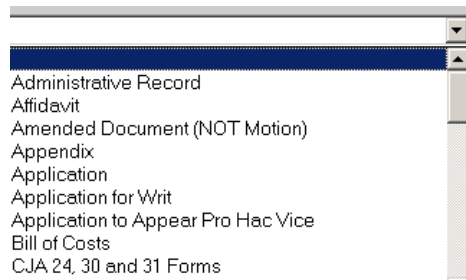 Administrative Record
Affidavit
Amended Document (NOT Motion)
Appendix
Application
Application for Writ
Application to Appear Pro Hac Vice
Bill of Costs
CJA 24, 30 and 31 Forms